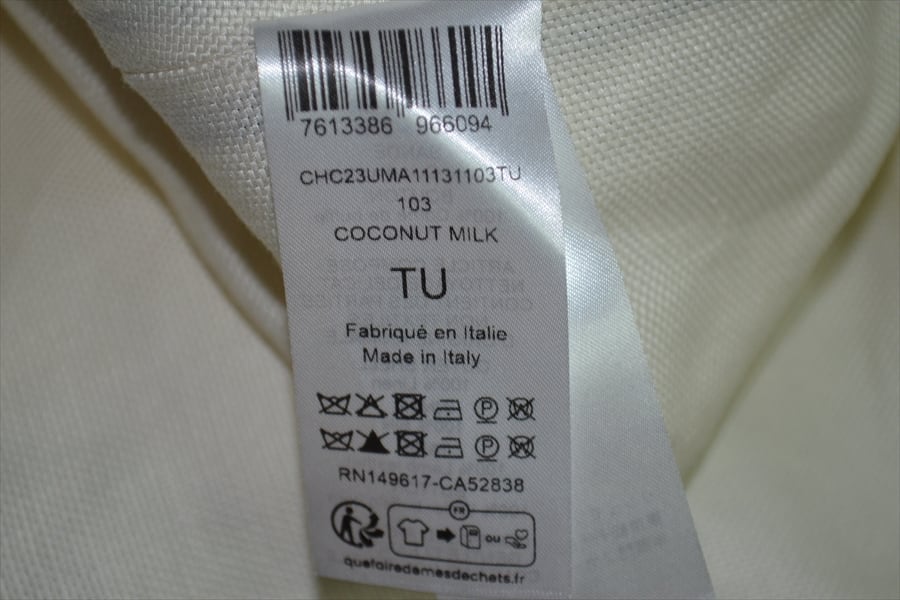 7613386 966094
CHC23UMA11131103TU
103
COCONUT MILK
TU
Fabriqué en Italie
Made in Italy
P
W
P
W
RN149617-CA52838
FR
ou
quefairedemesdechets.fr